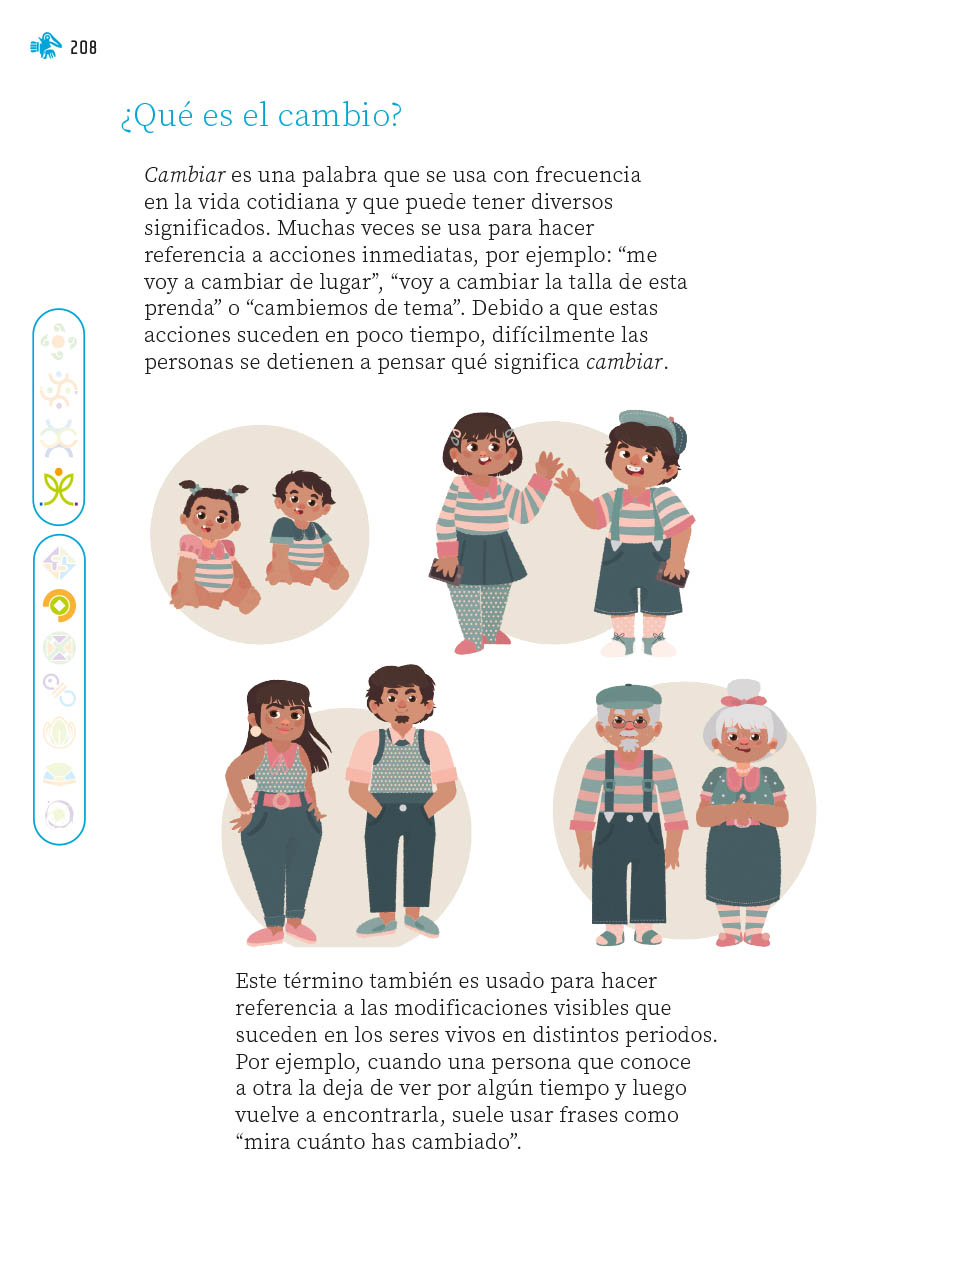 208
¿Qué es el cambio?
Cambiar es una palabra que se usa con frecuencia
en la vida cotidiana y que puede tener diversos
significados. Muchas veces se usa para hacer
referencia a acciones inmediatas, por ejemplo: “me
voy a cambiar de lugar”, “voy a cambiar la talla de esta
prenda” o “cambiemos de tema”. Debido a que estas
acciones suceden en poco tiempo, difícilmente las
personas se detienen a pensar qué significa cambiar.
Este término también es usado para hacer
referencia a las modificaciones visibles que
suceden en los seres vivos en distintos periodos.
Por ejemplo, cuando una persona que conoce
a otra la deja de ver por algún tiempo y luego
vuelve a encontrarla, suele usar frases como
“mira cuánto has cambiado”.